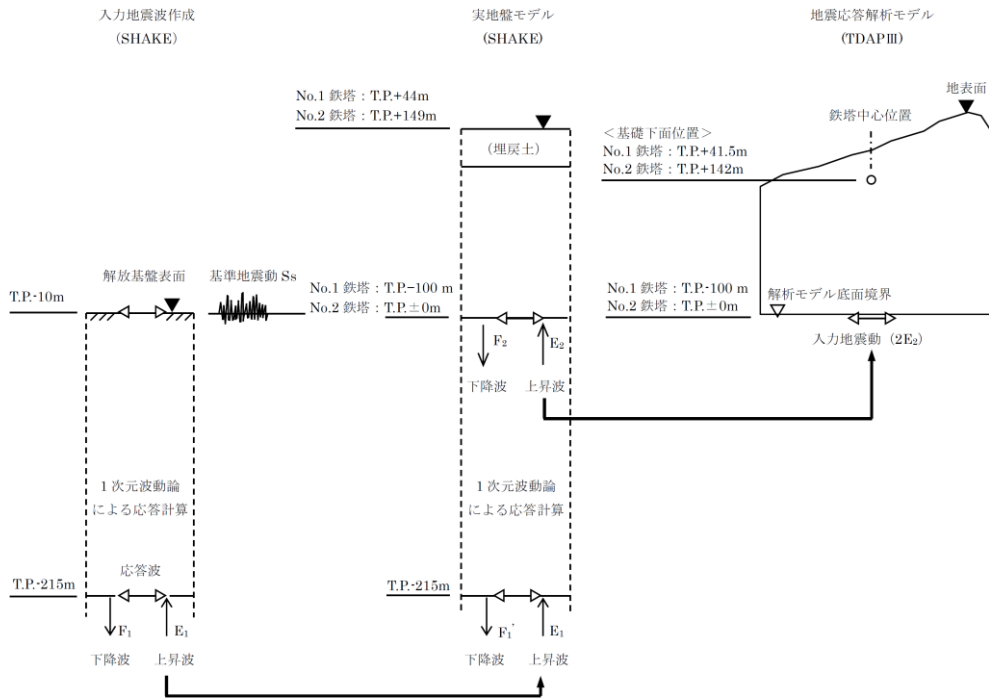 入力地震波作成
(SHAKE)
実地盤モデル
(SHAKE)
地震応答解析モデル
(TDAPⅢ)
No.1 鉄塔：T.P.+44m
No.2 鉄塔：T.P.+149m
(埋戻土)
地表面
鉄塔中心位置
＜基礎下面位置＞
No.1 鉄塔：T.P.+41.5m
No.2 鉄塔：T.P.+142m
T.P.-10m
解放基盤表面
基準地震動 Ss
No.1 鉄塔：T.P.-100 m
No.2 鉄塔：T.P.±0m
No.1 鉄塔：T.P.-100 m
No.2 鉄塔：T.P.±0m
解析モデル底面境界
入力地震動（2E₂）
F₂
E₂
下降波
上昇波
1 次元波動論
による応答計算
1 次元波動論
による応答計算
T.P.-215m
応答波
T.P.-215m
F₁
E₁
下降波
上昇波
F₁'
E₁
下降波
上昇波